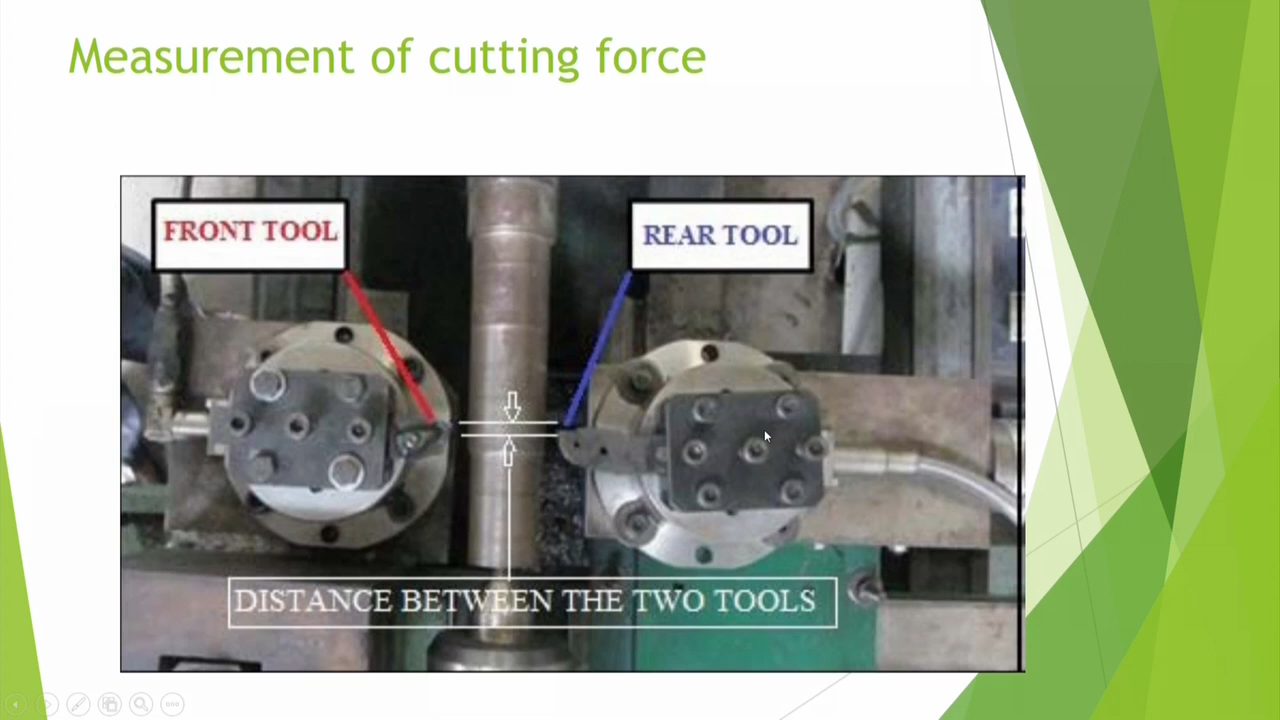 Measurement of cutting force
FRONT TOOL
REAR TOOL
DISTANCE BETWEEN THE TWO TOOLS